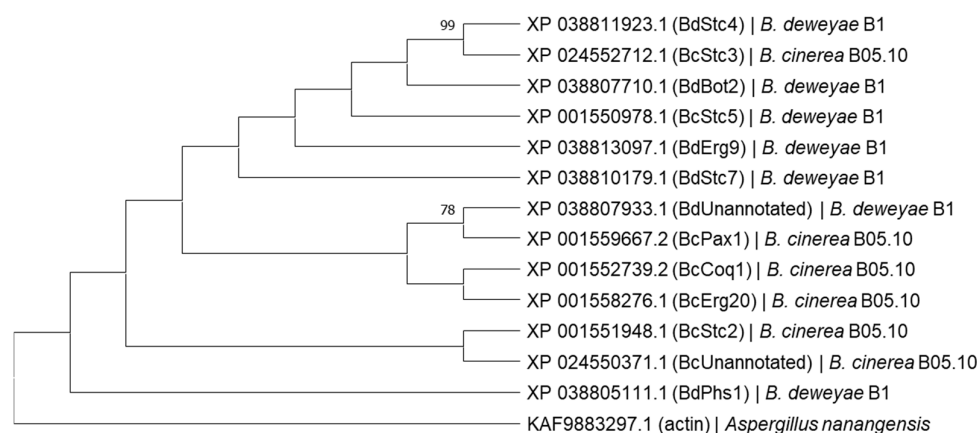 99
XP 038811923.1 (BdStc4) | B. deweyae B1
XP 024552712.1 (BcStc3) | B. cinerea B05.10
XP 038807710.1 (BdBot2) | B. deweyae B1
XP 001550978.1 (BcStc5) | B. deweyae B1
XP 038813097.1 (BdErg9) | B. deweyae B1
XP 038810179.1 (BdStc7) | B. deweyae B1
78
XP 038807933.1 (BdUnannotated) | B. deweyae B1
XP 001559667.2 (BcPax1) | B. cinerea B05.10
XP 001552739.2 (BcCoq1) | B. cinerea B05.10
XP 001558276.1 (BcErg20) | B. cinerea B05.10
XP 001551948.1 (BcStc2) | B. cinerea B05.10
XP 024550371.1 (BcUnannotated) | B. cinerea B05.10
XP 038805111.1 (BdPhs1) | B. deweyae B1
KAF9883297.1 (actin) | Aspergillus nanangensis